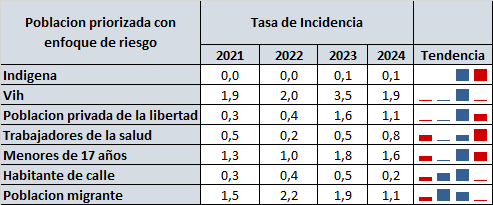 Poblacion priorizada con enfoque de riesgo Tasa de Incidencia
2021 2022 2023 2024 Tendencia
Indigena 0,0 0,0 0,1 0,1
Vih 1,9 2,0 3,5 1,9
Poblacion privada de la libertad 0,3 0,4 1,6 1,1
Trabajadores de la salud 0,5 0,2 0,5 0,8
Menores de 17 años 1,3 1,0 1,8 1,6
Habitante de calle 0,3 0,4 0,5 0,2
Poblacion migrante 1,5 2,2 1,9 1,1